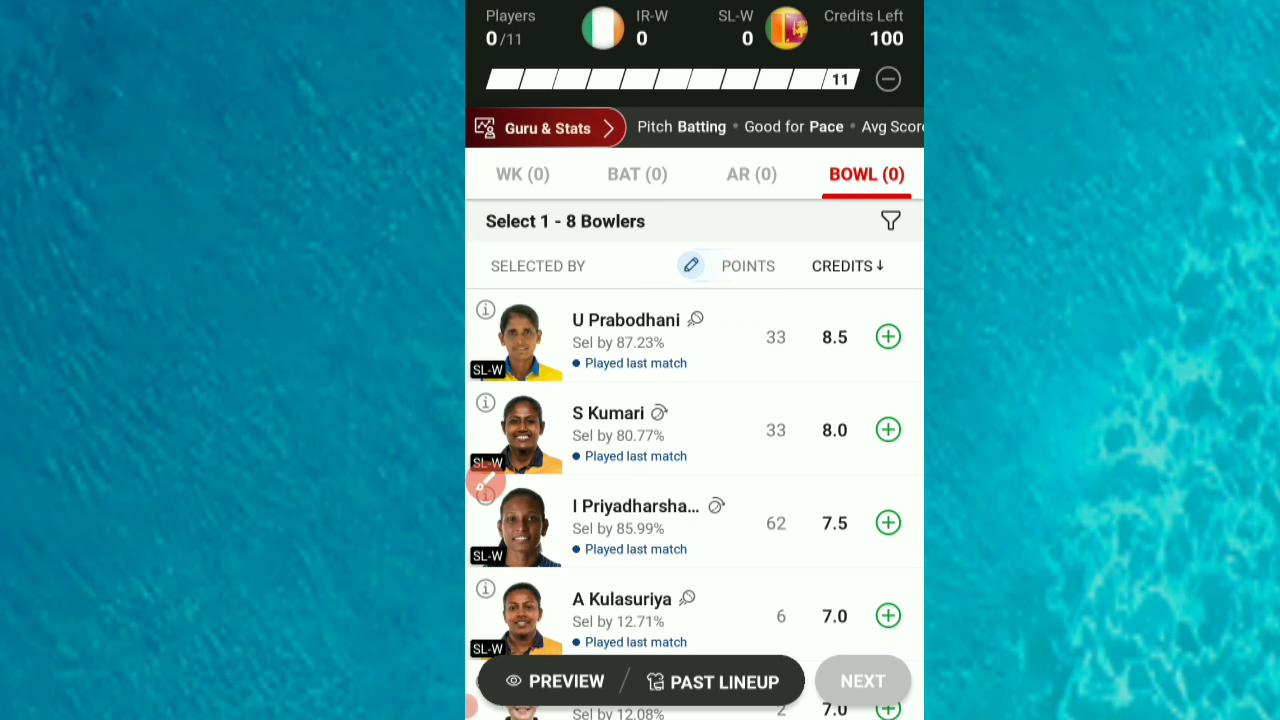 Players IR-W SL-W Credits Left
0/11 0 0 100
11
Guru & Stats Pitch Batting • Good for Pace • Avg Score
WK (0) BAT (0) AR (0) BOWL (0)
Select 1 - 8 Bowlers
SELECTED BY POINTS CREDITS↓
U Prabodhani
Sel by 87.23% 33 8.5
SL-W • Played last match
S Kumari
Sel by 80.77% 33 8.0
SL-W • Played last match
I Priyadharsha...
Sel by 85.99% 62 7.5
SL-W • Played last match
A Kulasuriya
Sel by 12.71% 6 7.0
SL-W • Played last match
PREVIEW / PAST LINEUP NEXT
Sel by 12.08% 2 7.0